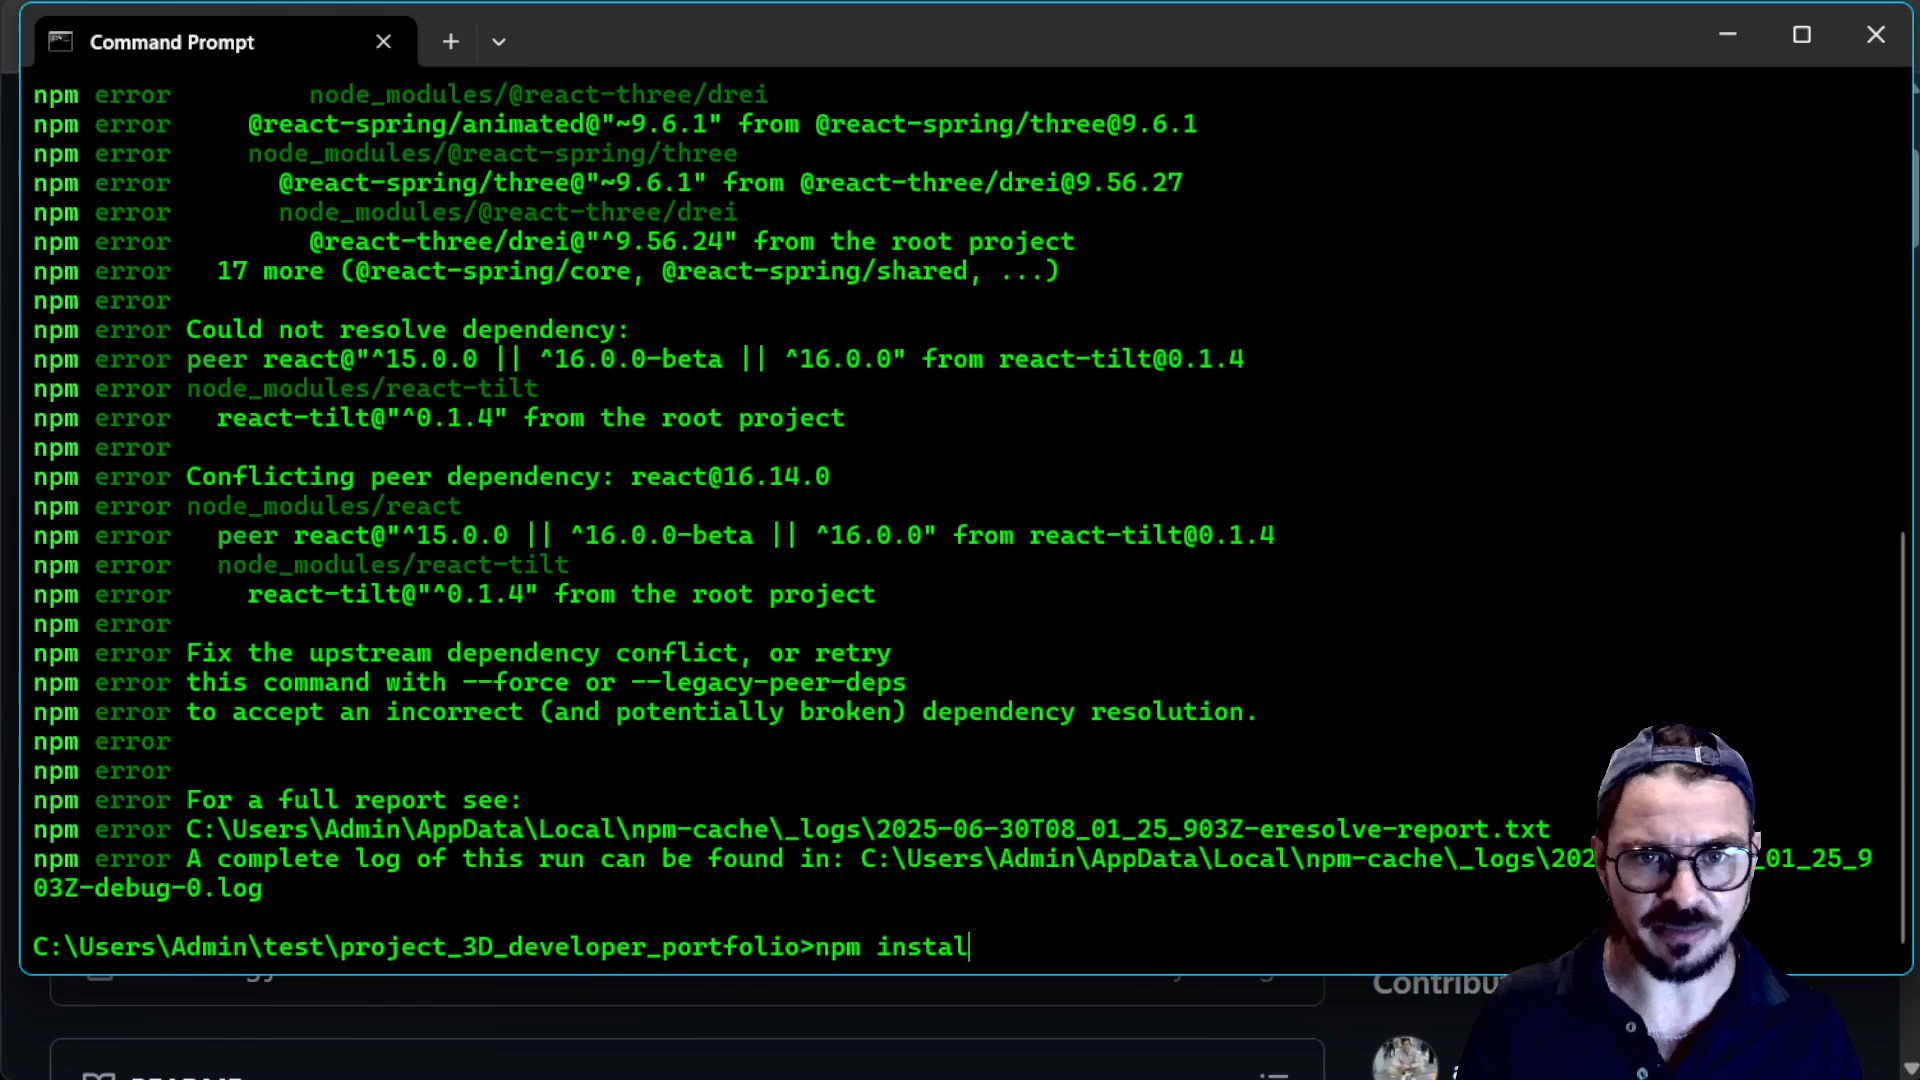 Command Prompt
npm error node_modules/@react-three/drei
npm error @react-spring/animated@"~9.6.1" from @react-spring/three@9.6.1
npm error node_modules/@react-spring/three
npm error @react-spring/three@"~9.6.1" from @react-three/drei@9.56.27
npm error node_modules/@react-three/drei
npm error @react-three/drei@"^9.56.24" from the root project
npm error 17 more (@react-spring/core, @react-spring/shared, ...)
npm error
npm error Could not resolve dependency:
npm error peer react@"^15.0.0 || ^16.0.0-beta || ^16.0.0" from react-tilt@0.1.4
npm error node_modules/react-tilt
npm error react-tilt@"^0.1.4" from the root project
npm error
npm error Conflicting peer dependency: react@16.14.0
npm error node_modules/react
npm error peer react@"^15.0.0 || ^16.0.0-beta || ^16.0.0" from react-tilt@0.1.4
npm error node_modules/react-tilt
npm error react-tilt@"^0.1.4" from the root project
npm error
npm error Fix the upstream dependency conflict, or retry
npm error this command with --force or --legacy-peer-deps
npm error to accept an incorrect (and potentially broken) dependency resolution.
npm error
npm error
npm error For a full report see:
npm error C:\Users\Admin\AppData\Local\npm-cache\_logs\2025-06-30T08_01_25_903Z-eresolve-report.txt
npm error A complete log of this run can be found in: C:\Users\Admin\AppData\Local\npm-cache\_logs\202 _01_25_9
03Z-debug-0.log
C:\Users\Admin\test\project_3D_developer_portfolio>npm instal
Contribu